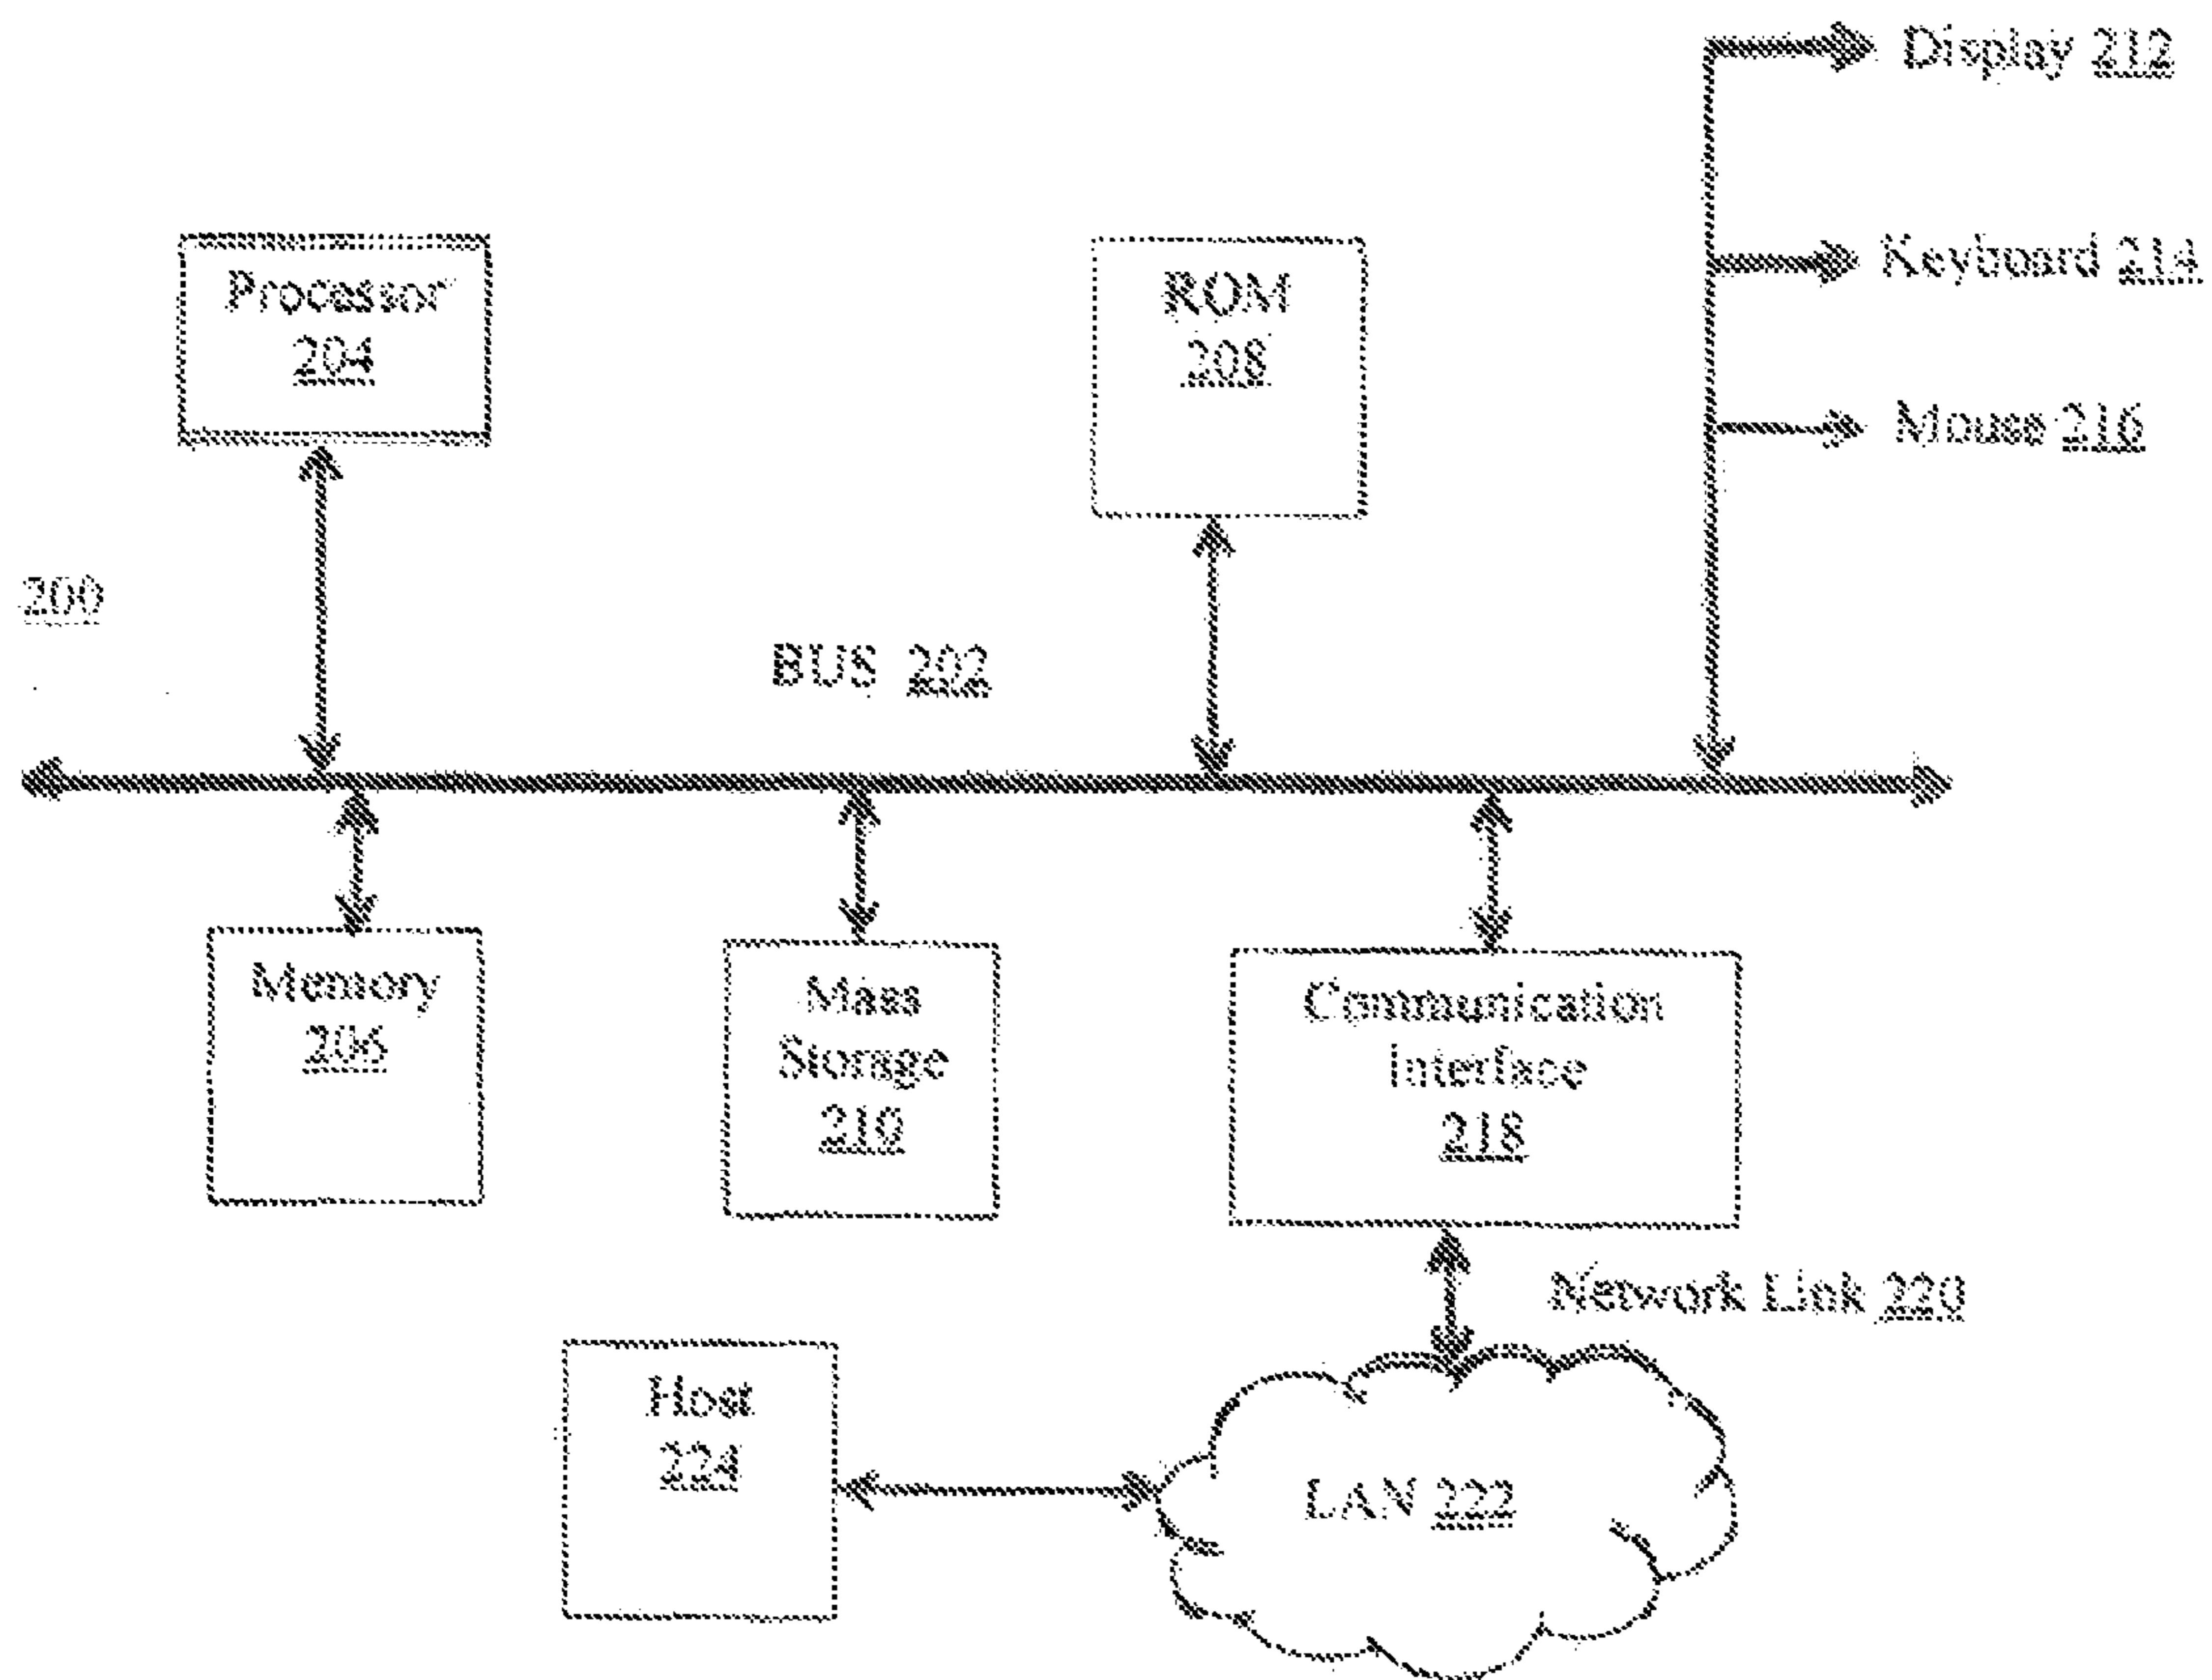 Display 212
Keyboard 214
Mouse 216
Processor
204
ROM
208
200
BUS 202
Memory
206
Mass
Storage
210
Communication
Interface
218
Network Link 220
Host
224
LAN 222